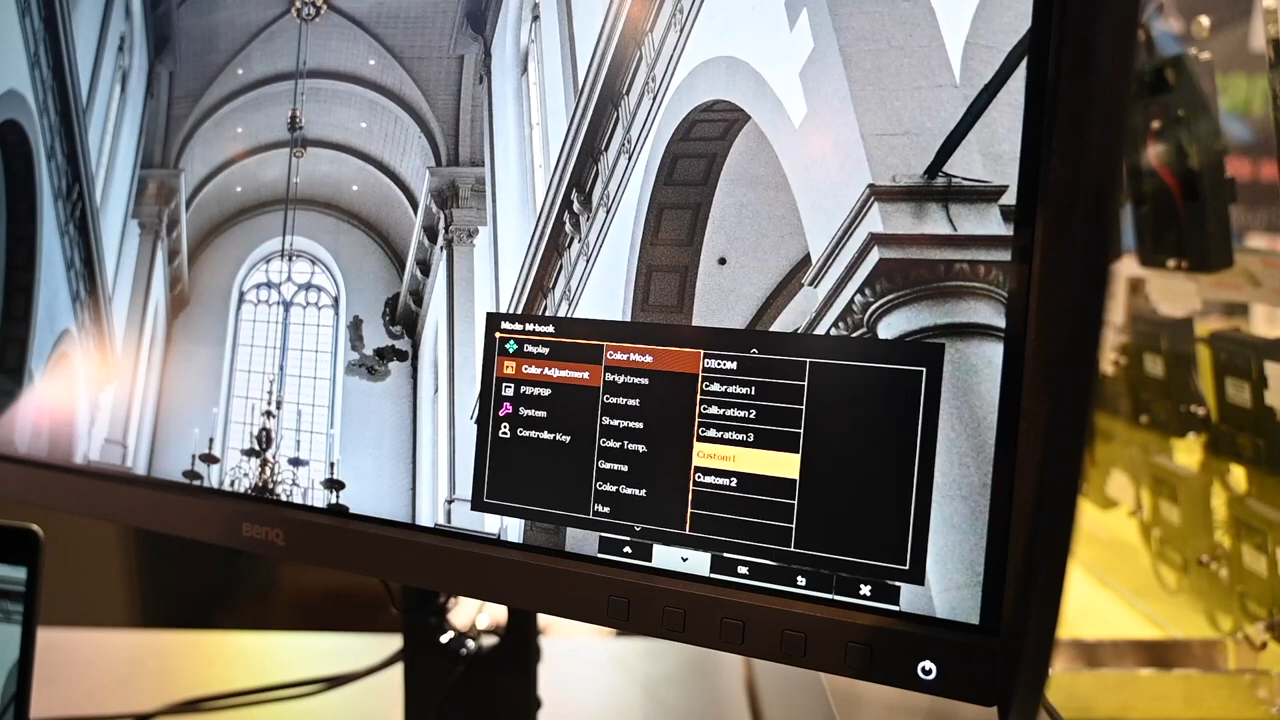 Mode: M-book
Display
Color Adjustment
PIP/PBP
System
Controller Key
Color Mode
Brightness
Contrast
Sharpness
Color Temp.
Gamma
Color Gamut
Hue
DICOM
Calibration 1
Calibration 2
Calibration 3
Custom 1
Custom 2
OK
BenQ